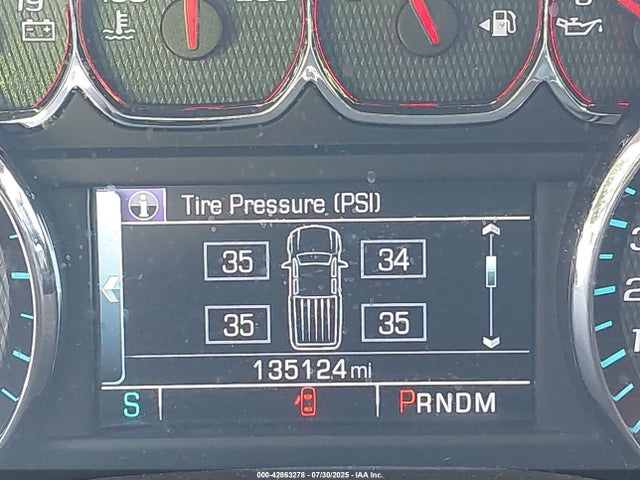 Tire Pressure (PSI)
35 34
35 35
135124 mi
S PRNDM
000-42863278 - 07/30/2025 - IAA Inc.